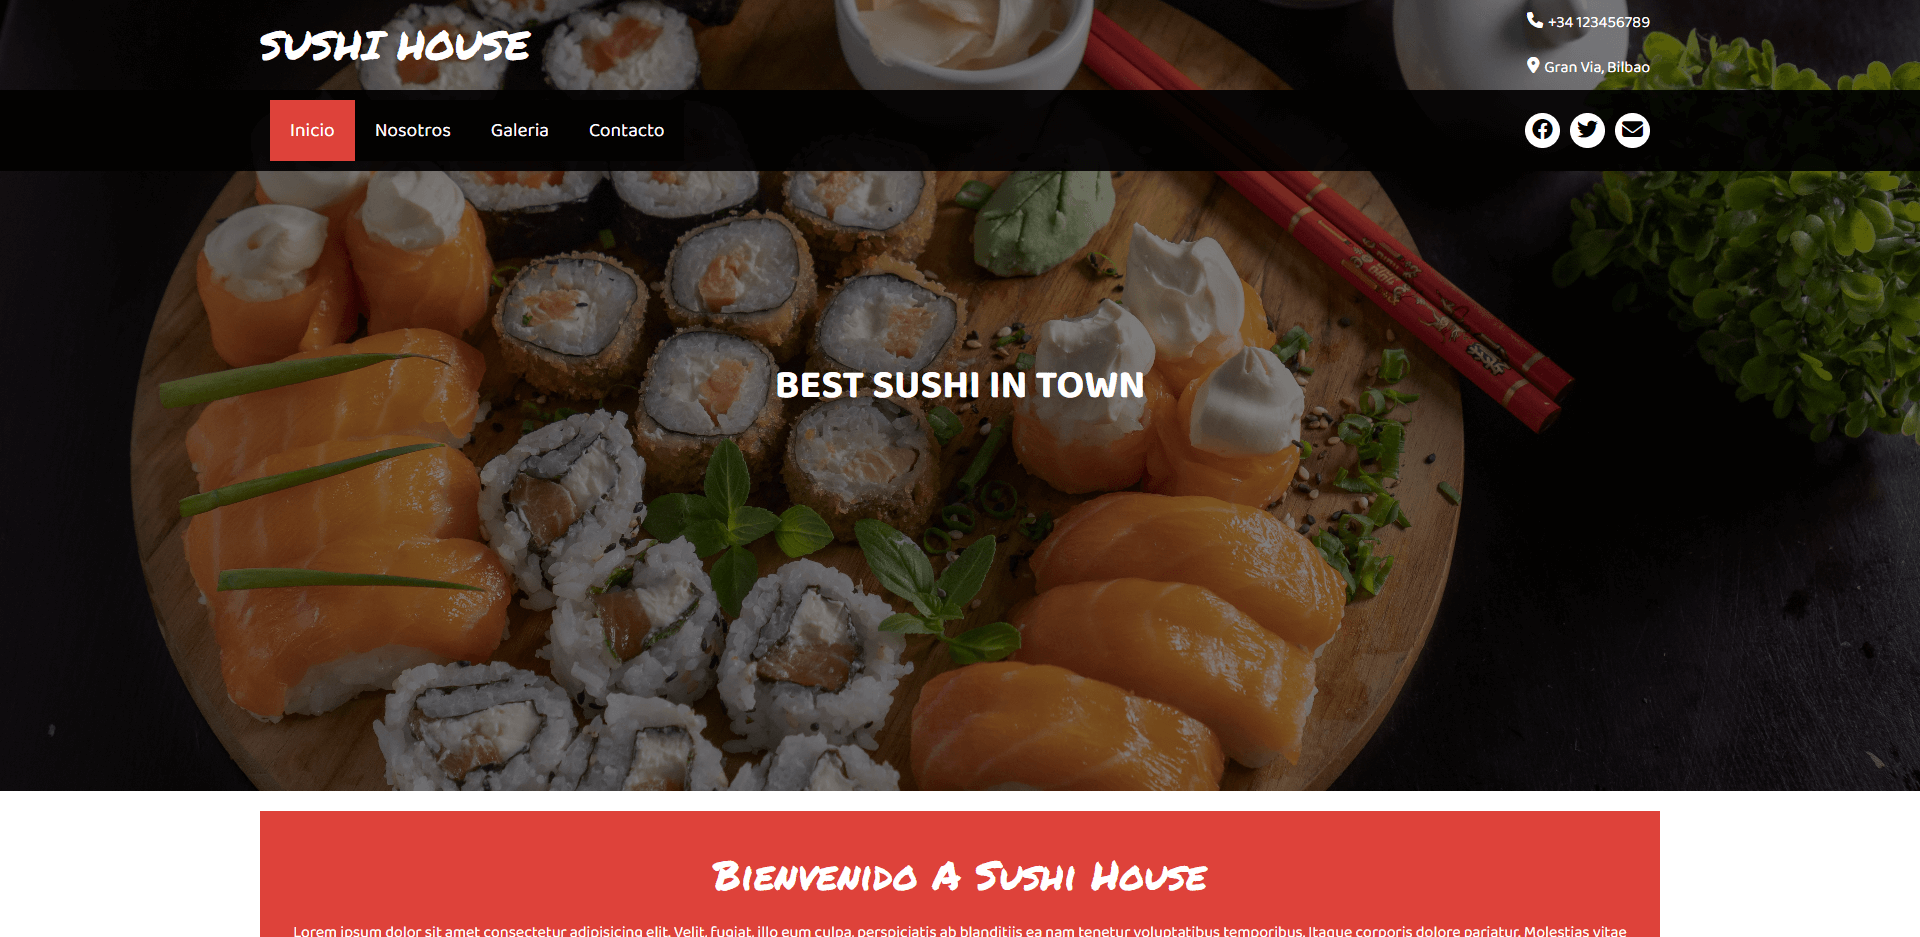 SUSHI HOUSE
+34 123456789
Gran Via, Bilbao
Inicio Nosotros Galeria Contacto
BEST SUSHI IN TOWN
Bienvenido A Sushi House
Lorem ipsum dolor sit amet consectetur adipisicing elit. Velit, fugiat, illo eum culpa, perspiciatis ab blanditiis ea nam tenetur voluptatibus temporibus. Itaque corporis dolore pariatur. Molestias vitae